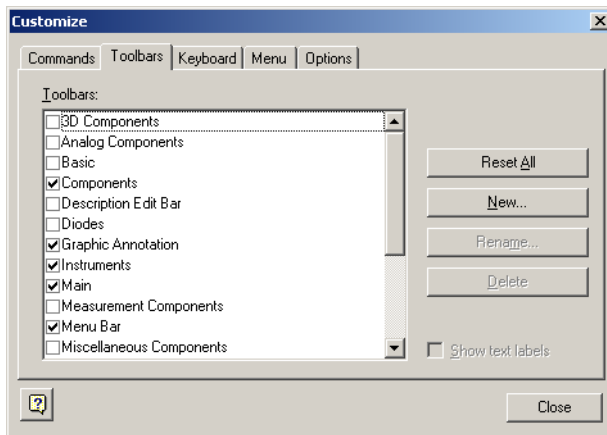 Customize
Commands Toolbars Keyboard Menu Options
Toolbars:
3D Components
Analog Components
Basic
Components
Description Edit Bar
Diodes
Graphic Annotation
Instruments
Main
Measurement Components
Menu Bar
Miscellaneous Components
Reset All
New...
Rename...
Delete
Show text labels
Close